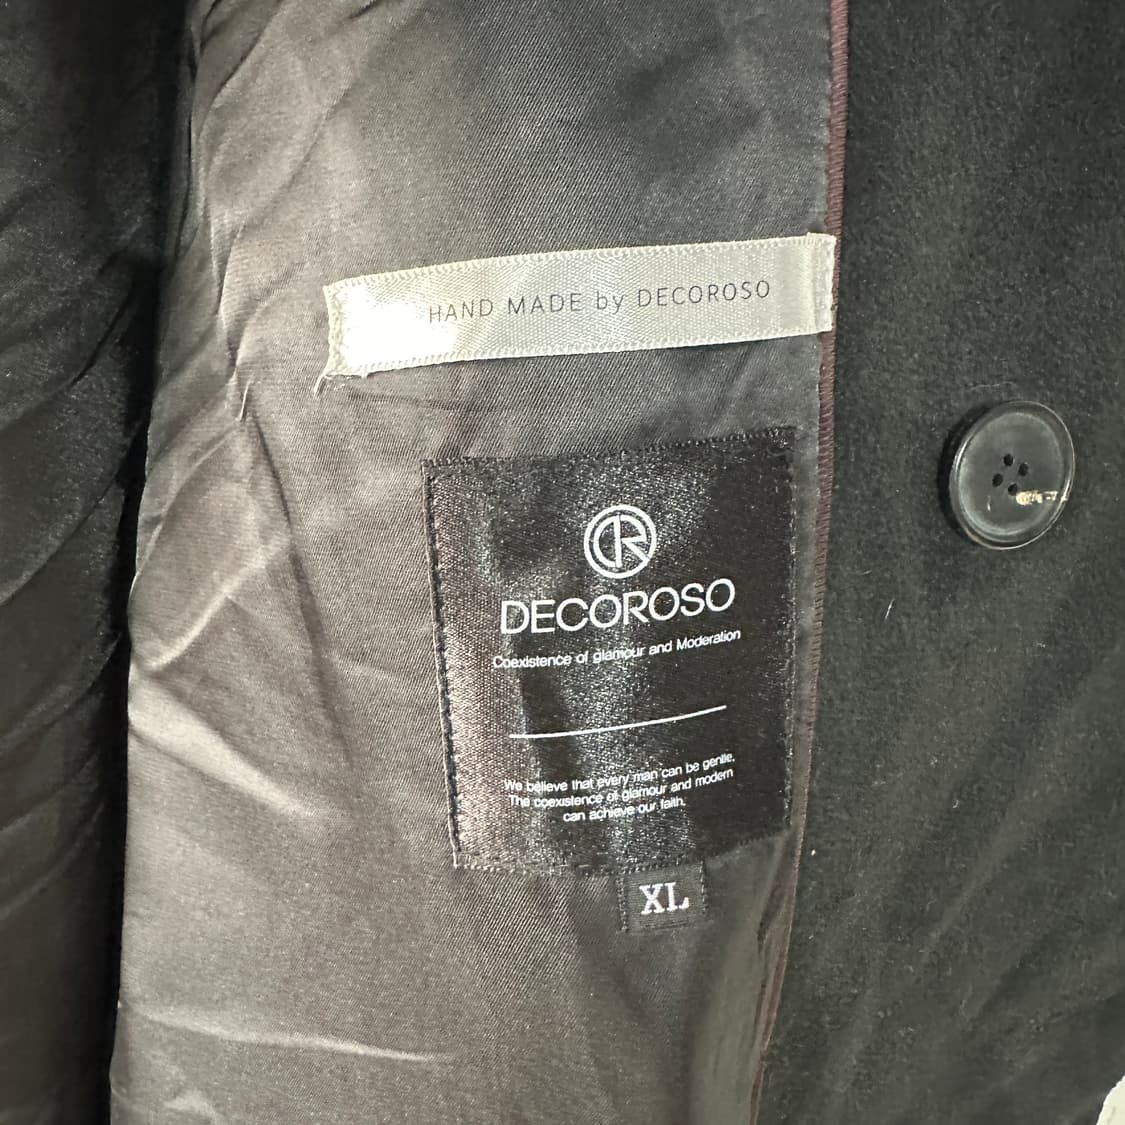 HAND MADE by DECOROSO
DR
DECOROSO
Coexistence of glamour and Moderation
We believe that every man can be gentle,
The coexistence of glamour and modern
can achieve our faith.
XL